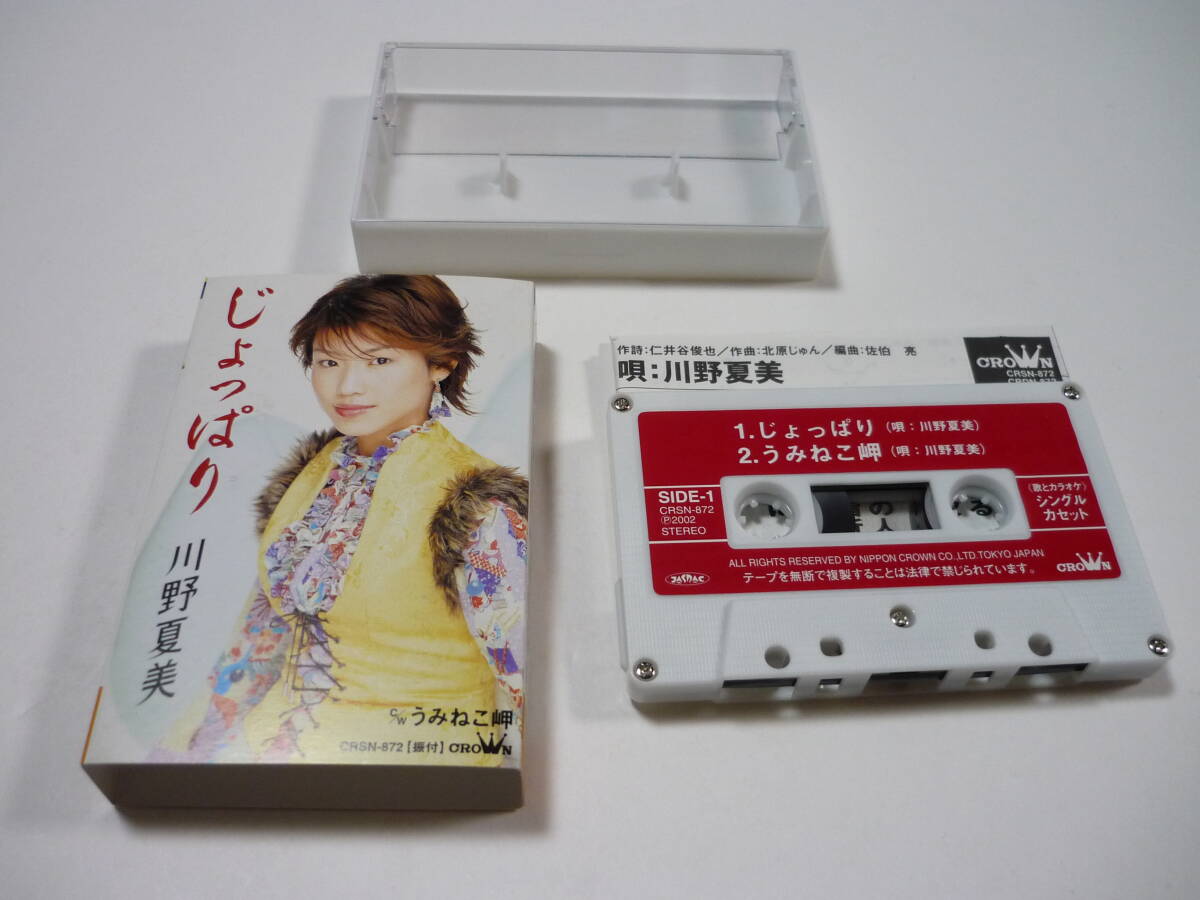 じょっぱり
川野夏美
C/W うみねこ岬
CRSN-872【振付】 CROWN
作詩：仁井谷俊也／作曲：北原じゅん／編曲：佐伯　亮
唄：川野夏美
CROWN
CRSN-872
1.じょっぱり（唄：川野夏美）
2.うみねこ岬（唄：川野夏美）
SIDE-1
CRSN-872
Ⓟ2002
STEREO
の人
る
《歌とカラオケ》
シングル
カセット
ALL RIGHTS RESERVED BY NIPPON CROWN CO.,LTD.TOKYO JAPAN
JASRAC
テープを無断で複製することは法律で禁じられています。
CROWN